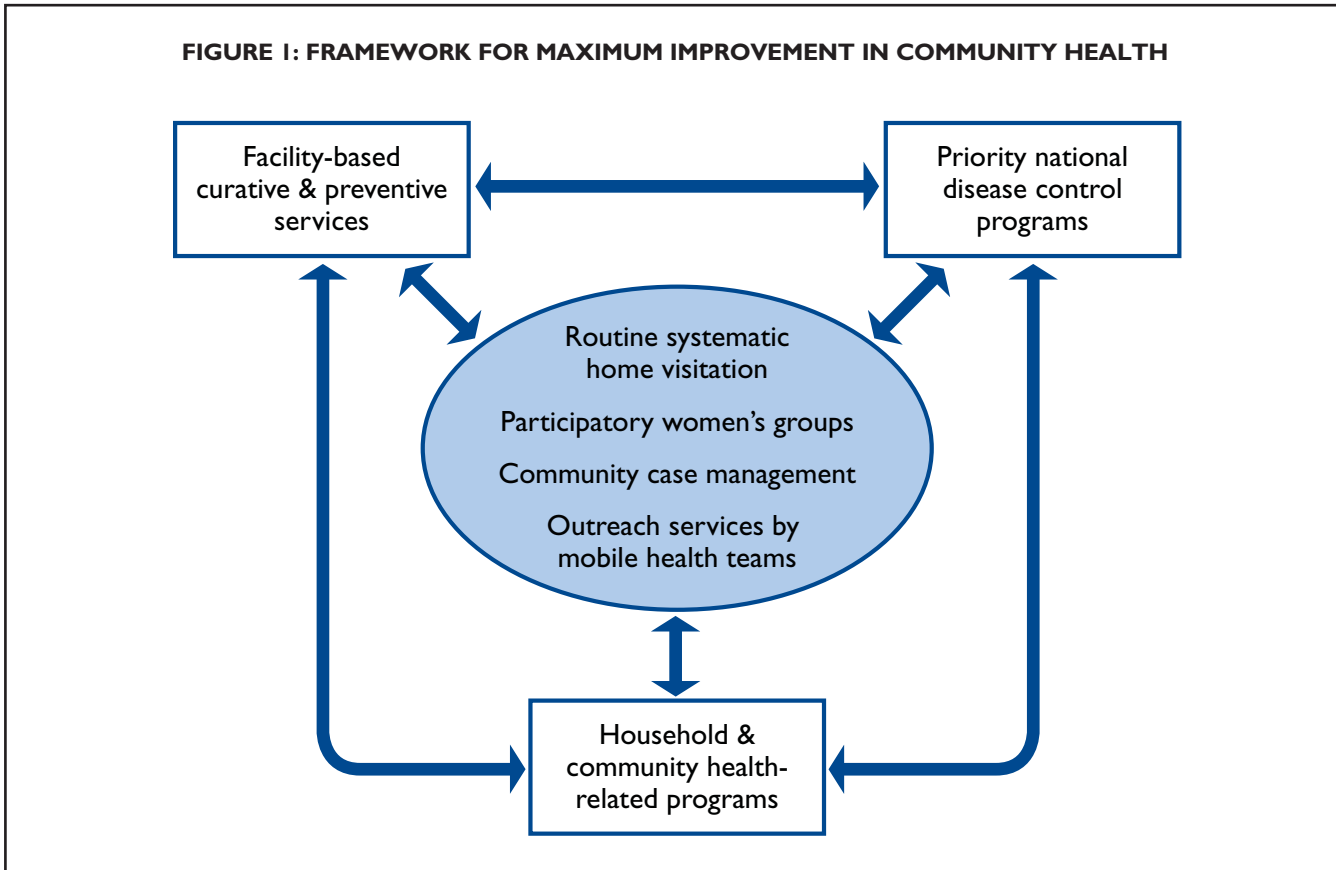 FIGURE 1: FRAMEWORK FOR MAXIMUM IMPROVEMENT IN COMMUNITY HEALTH
Facility-based
curative & preventive
services
Priority national
disease control
programs
Routine systematic
home visitation
Participatory women’s groups
Community case management
Outreach services by
mobile health teams
Household &
community health-
related programs